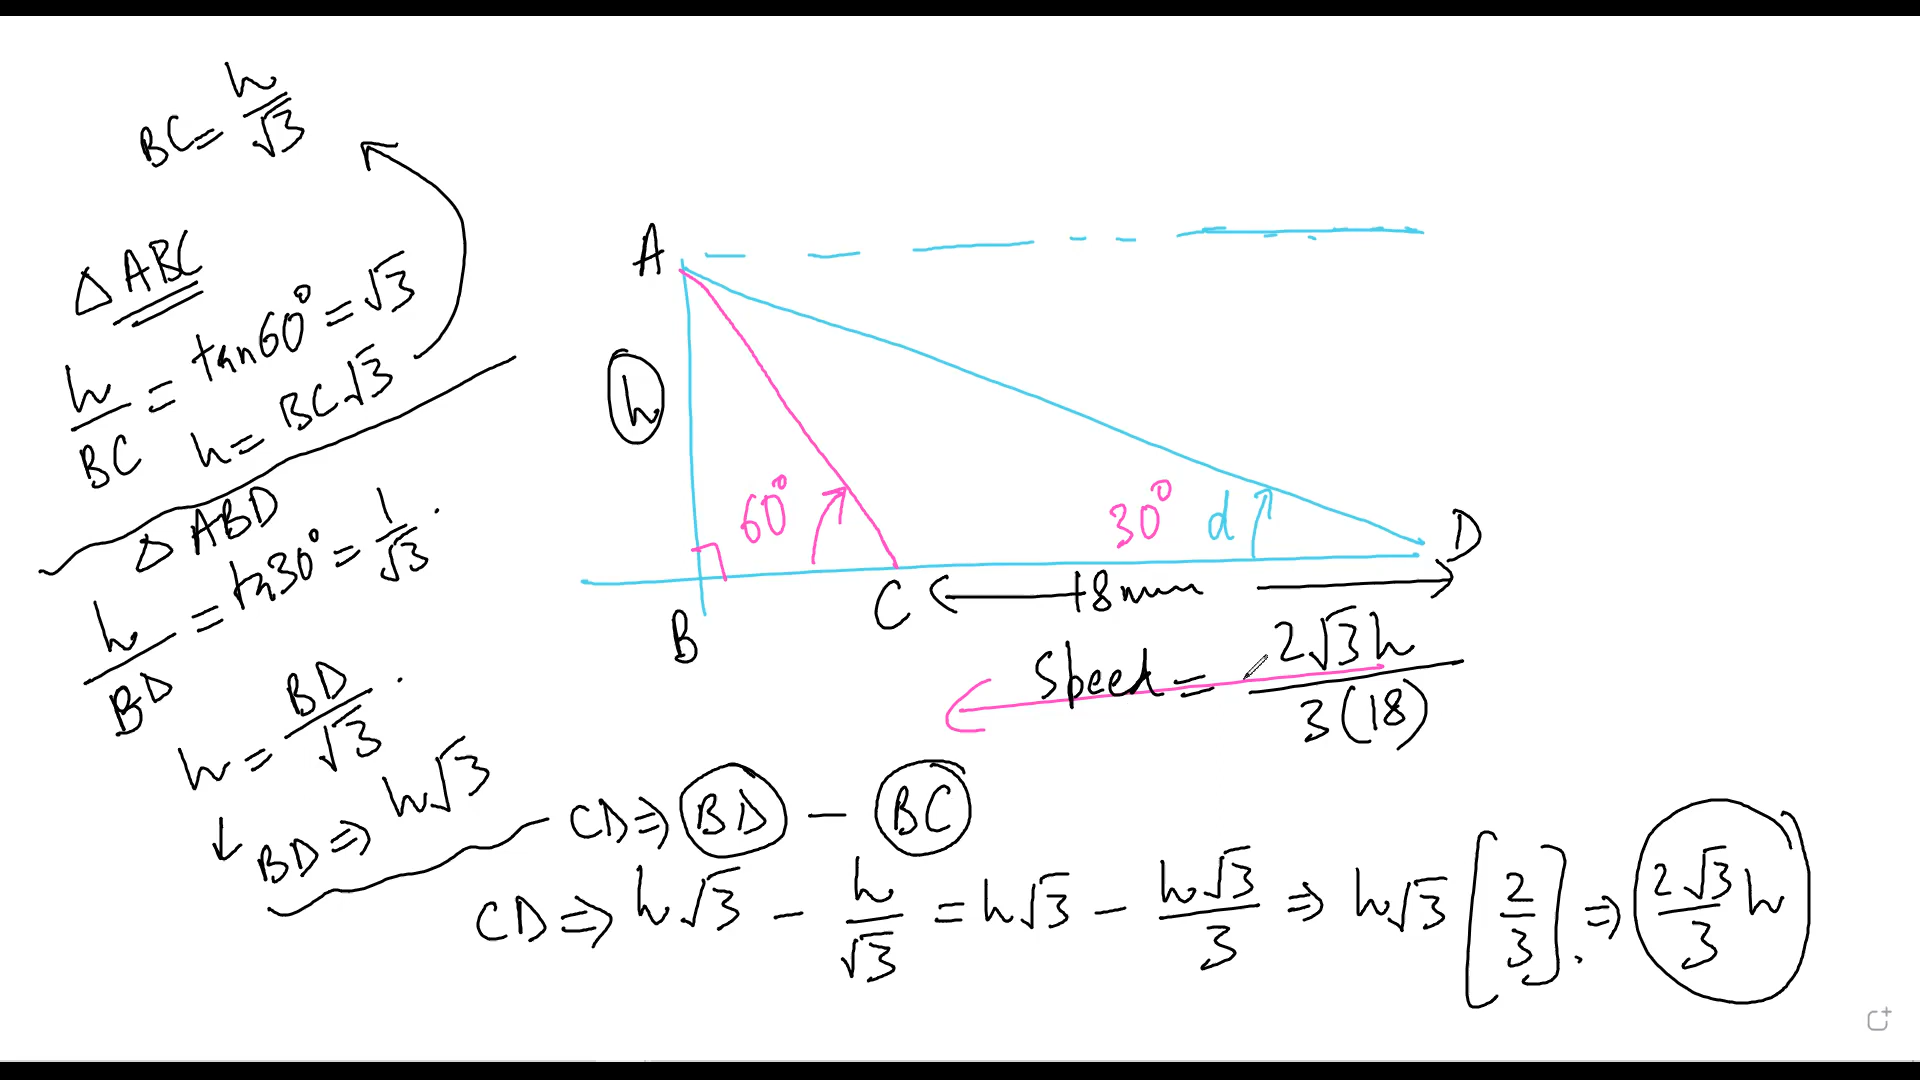 BC = h/√3
△ ABC
h/BC = tan60° = √3
h = BC√3
△ ABD
h/BD = tan30° = 1/√3.
h = BD/√3.
↓ BD ⇒ h√3
A
h
60°
30° d
D
B
C
18 min
Speed = 2√3h/3(18)
CD ⇒ BD - BC
CD ⇒ h√3 - h/√3 = h√3 - h√3/3 ⇒ h√3 [2/3]. ⇒ 2√3/3 h